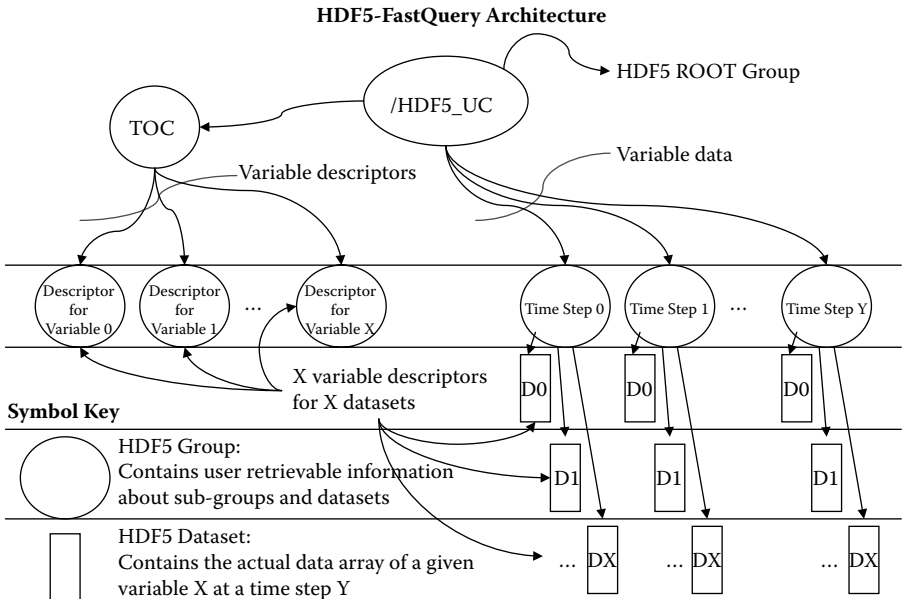 HDF5-FastQuery Architecture
HDF5 ROOT Group
/HDF5_UC
TOC
Variable data
Variable descriptors
Descriptor
for
Variable 0
Descriptor
for
Variable 1
...
Descriptor
for
Variable X
Time Step 0
Time Step 1
...
Time Step Y
X variable descriptors
for X datasets
D0
D0
D0
Symbol Key
HDF5 Group:
Contains user retrievable information
about sub-groups and datasets
D1
D1
D1
HDF5 Dataset:
Contains the actual data array of a given
variable X at a time step Y
... DX
... DX
... DX